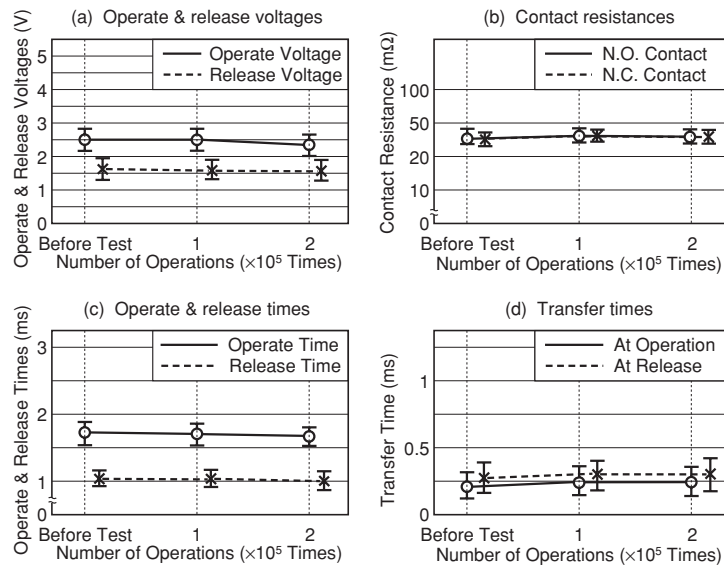 (a) Operate & release voltages
Operate & Release Voltages (V)
5
4
3
2
1
0
Operate Voltage
Release Voltage
Before Test 1 2
Number of Operations (×10⁵ Times)
(b) Contact resistances
Contact Resistance (mΩ)
100
50
20
10
0
N.O. Contact
N.C. Contact
Before Test 1 2
Number of Operations (×10⁵ Times)
(c) Operate & release times
Operate & Release Times (ms)
3
2
1
0
Operate Time
Release Time
Before Test 1 2
Number of Operations (×10⁵ Times)
(d) Transfer times
Transfer Time (ms)
1
0.5
0
At Operation
At Release
Before Test 1 2
Number of Operations (×10⁵ Times)